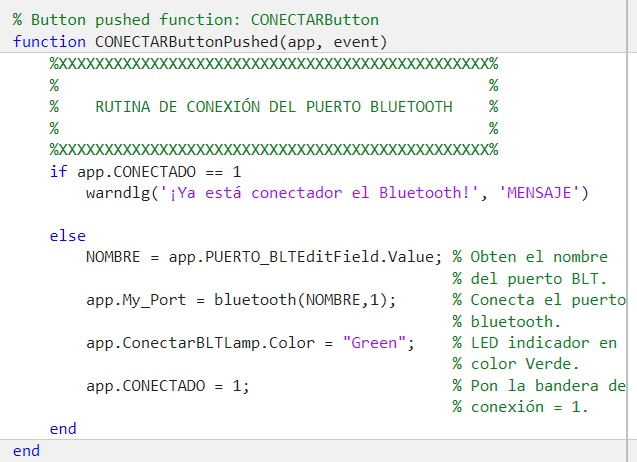 % Button pushed function: CONECTARButton
function CONECTARButtonPushed(app, event)
%XXXXXXXXXXXXXXXXXXXXXXXXXXXXXXXXXXXXXXXXXXXXXXX%
% %
% RUTINA DE CONEXIÓN DEL PUERTO BLUETOOTH %
% %
%XXXXXXXXXXXXXXXXXXXXXXXXXXXXXXXXXXXXXXXXXXXXXXX%
if app.CONECTADO == 1
warndlg('¡Ya está conectador el Bluetooth!', 'MENSAJE')
else
NOMBRE = app.PUERTO_BLTEditField.Value; % Obten el nombre
% del puerto BLT.
app.My_Port = bluetooth(NOMBRE,1); % Conecta el puerto
% bluetooth.
app.ConectarBLTLamp.Color = "Green"; % LED indicador en
% color Verde.
app.CONECTADO = 1; % Pon la bandera de
% conexión = 1.
end
end